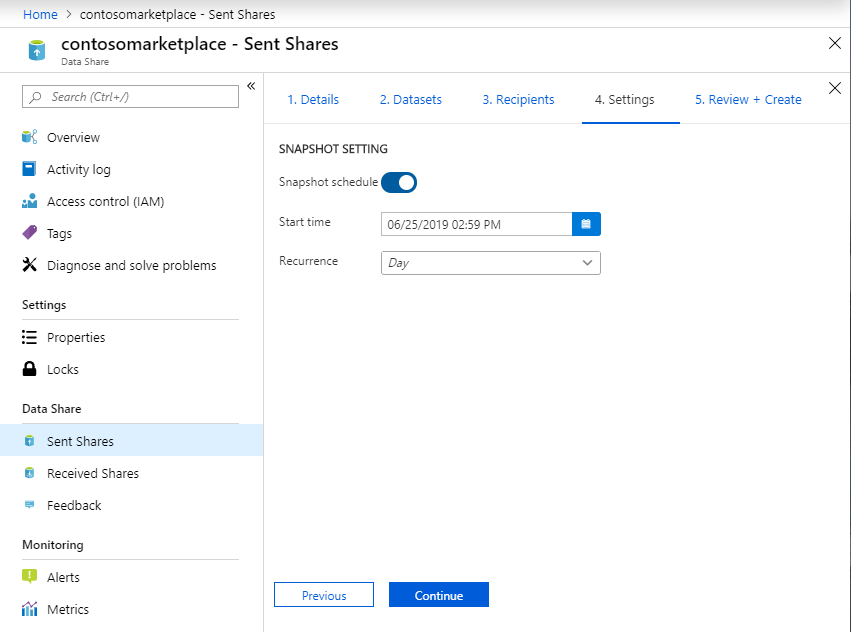 Home > contosomarketplace - Sent Shares
contosomarketplace - Sent Shares
Data Share
Search (Ctrl+/)
«
Overview
Activity log
Access control (IAM)
Tags
Diagnose and solve problems
Settings
Properties
Locks
Data Share
Sent Shares
Received Shares
Feedback
Monitoring
Alerts
Metrics
1. Details 2. Datasets 3. Recipients 4. Settings 5. Review + Create
SNAPSHOT SETTING
Snapshot schedule
Start time 06/25/2019 02:59 PM
Recurrence Day
Previous Continue